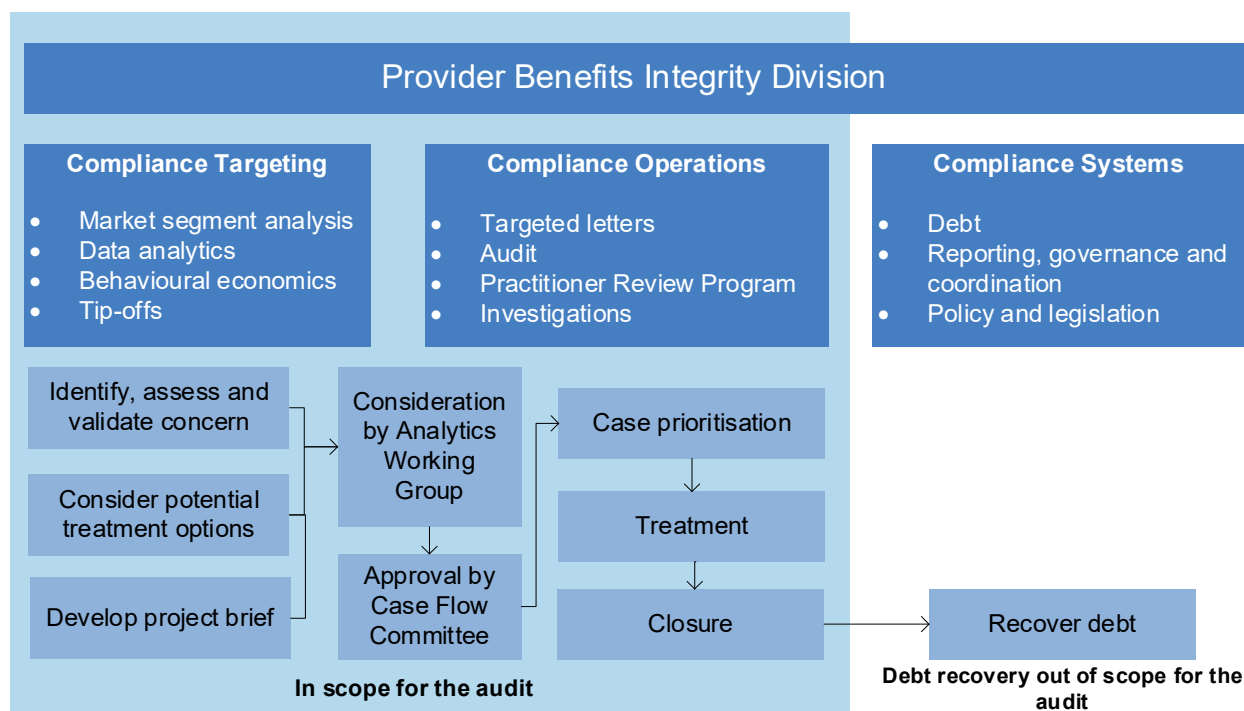 Provider Benefits Integrity Division
Compliance Targeting
• Market segment analysis
• Data analytics
• Behavioural economics
• Tip-offs
Compliance Operations
• Targeted letters
• Audit
• Practitioner Review Program
• Investigations
Compliance Systems
• Debt
• Reporting, governance and
coordination
• Policy and legislation
Identify, assess and
validate concern
Consider potential
treatment options
Develop project brief
Consideration
by Analytics
Working
Group
Approval by
Case Flow
Committee
Case prioritisation
Treatment
Closure
Recover debt
In scope for the audit
Debt recovery out of scope for the
audit